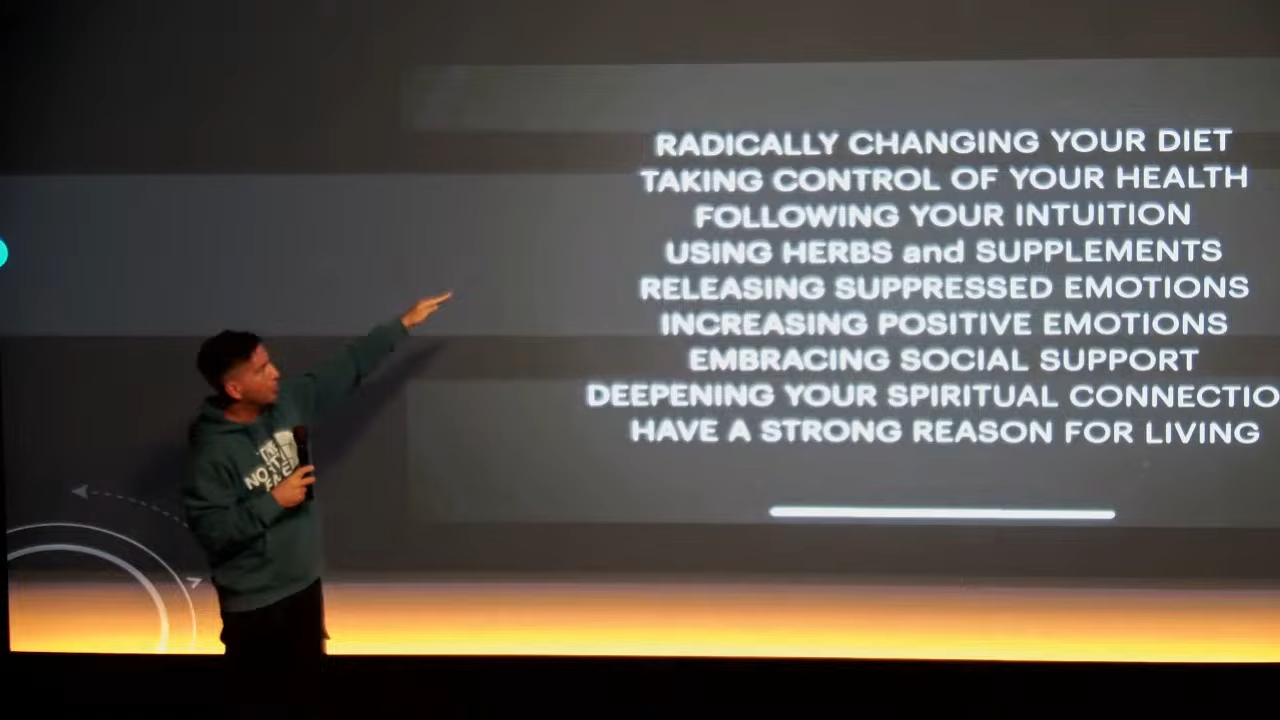 RADICALLY CHANGING YOUR DIET
TAKING CONTROL OF YOUR HEALTH
FOLLOWING YOUR INTUITION
USING HERBS and SUPPLEMENTS
RELEASING SUPPRESSED EMOTIONS
INCREASING POSITIVE EMOTIONS
EMBRACING SOCIAL SUPPORT
DEEPENING YOUR SPIRITUAL CONNECTIO
HAVE A STRONG REASON FOR LIVING